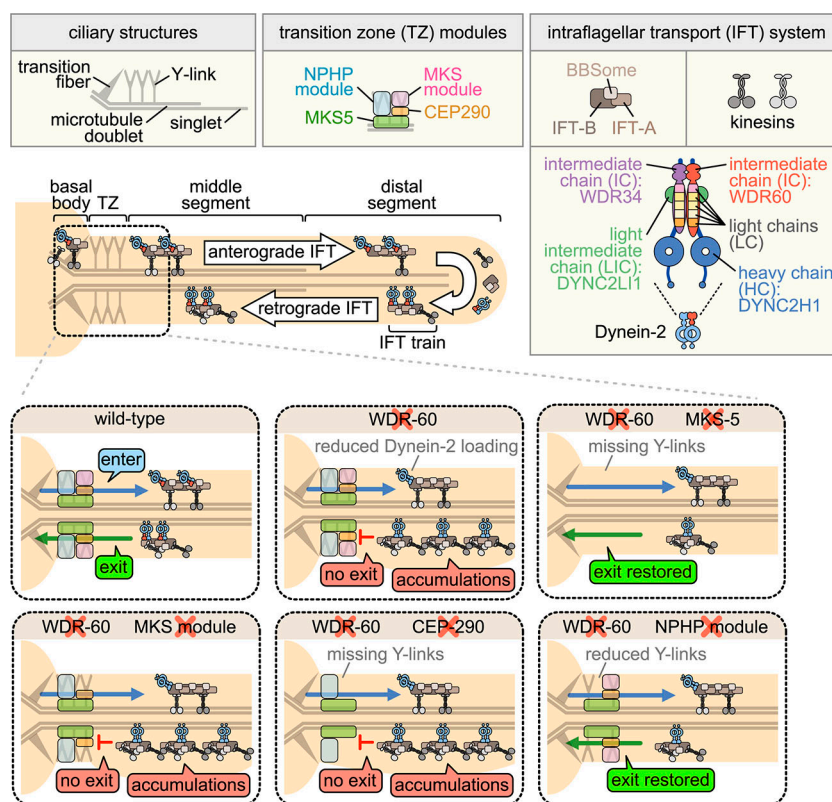 ciliary structures
transition
fiber
Y-link
microtubule
doublet
singlet
transition zone (TZ) modules
NPHP
module
MKS
module
MKS5
CEP290
intraflagellar transport (IFT) system
BBSome
IFT-B
IFT-A
kinesins
intermediate
chain (IC):
WDR34
intermediate
chain (IC):
WDR60
light chains
(LC)
light
intermediate
chain (LIC):
DYNC2LI1
heavy chain
(HC):
DYNC2H1
Dynein-2
basal
body
TZ
middle
segment
distal
segment
anterograde IFT
retrograde IFT
IFT train
wild-type
enter
exit
WDR-60
reduced Dynein-2 loading
no exit
accumulations
WDR-60 MKS-5
missing Y-links
exit restored
WDR-60 MKS module
no exit
accumulations
WDR-60 CEP-290
missing Y-links
no exit
accumulations
WDR-60 NPHP module
reduced Y-links
exit restored